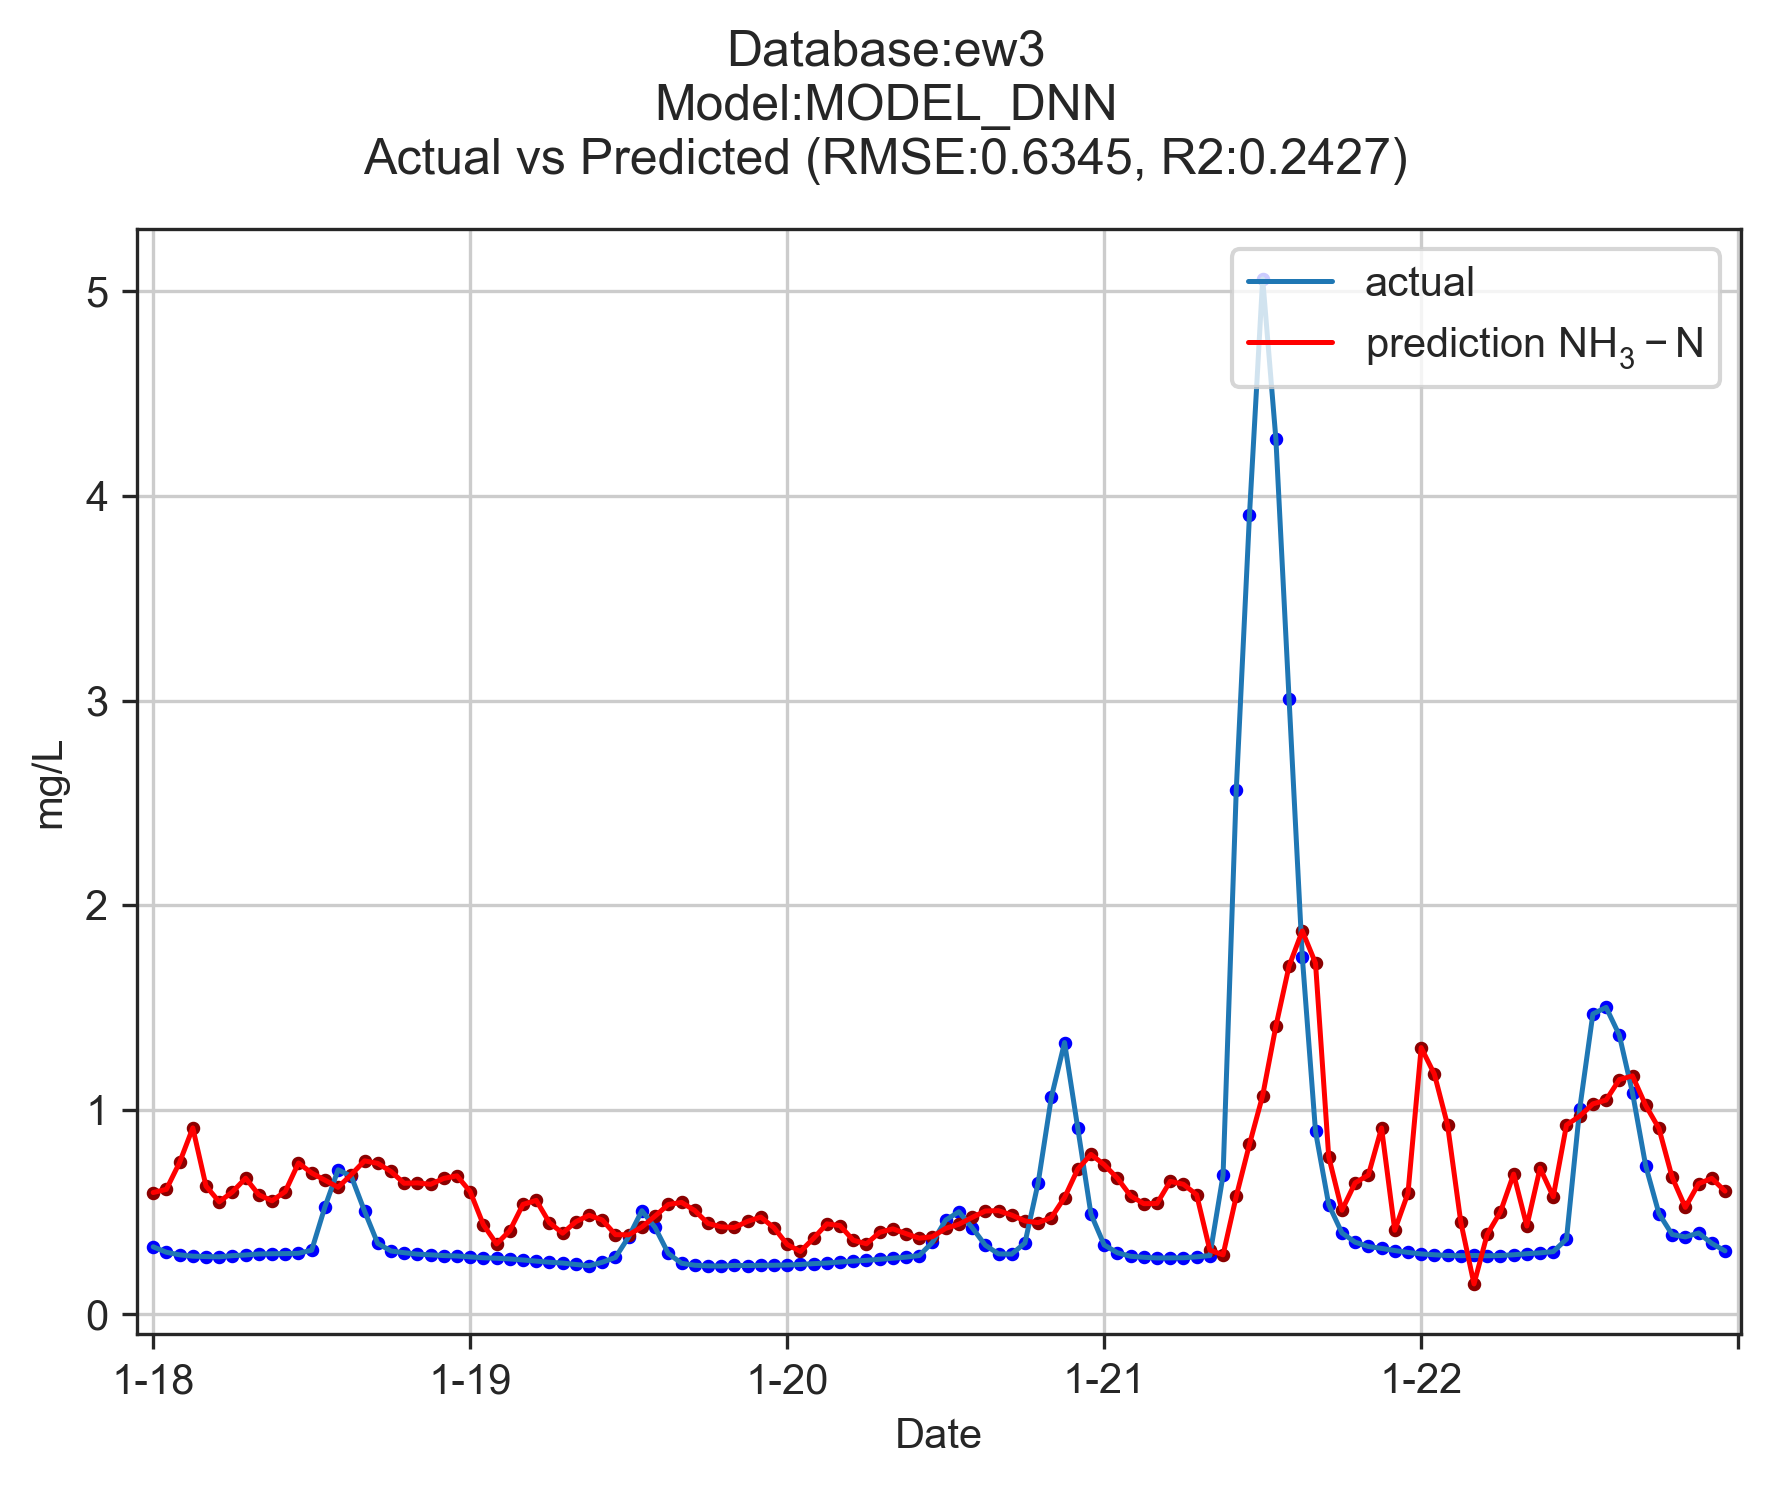 Database:ew3
Model:MODEL_DNN
Actual vs Predicted (RMSE:0.6345, R2:0.2427)
actual
prediction NH₃ − N
5
4
3
2
1
0
mg/L
1-18 1-19 1-20 1-21 1-22
Date